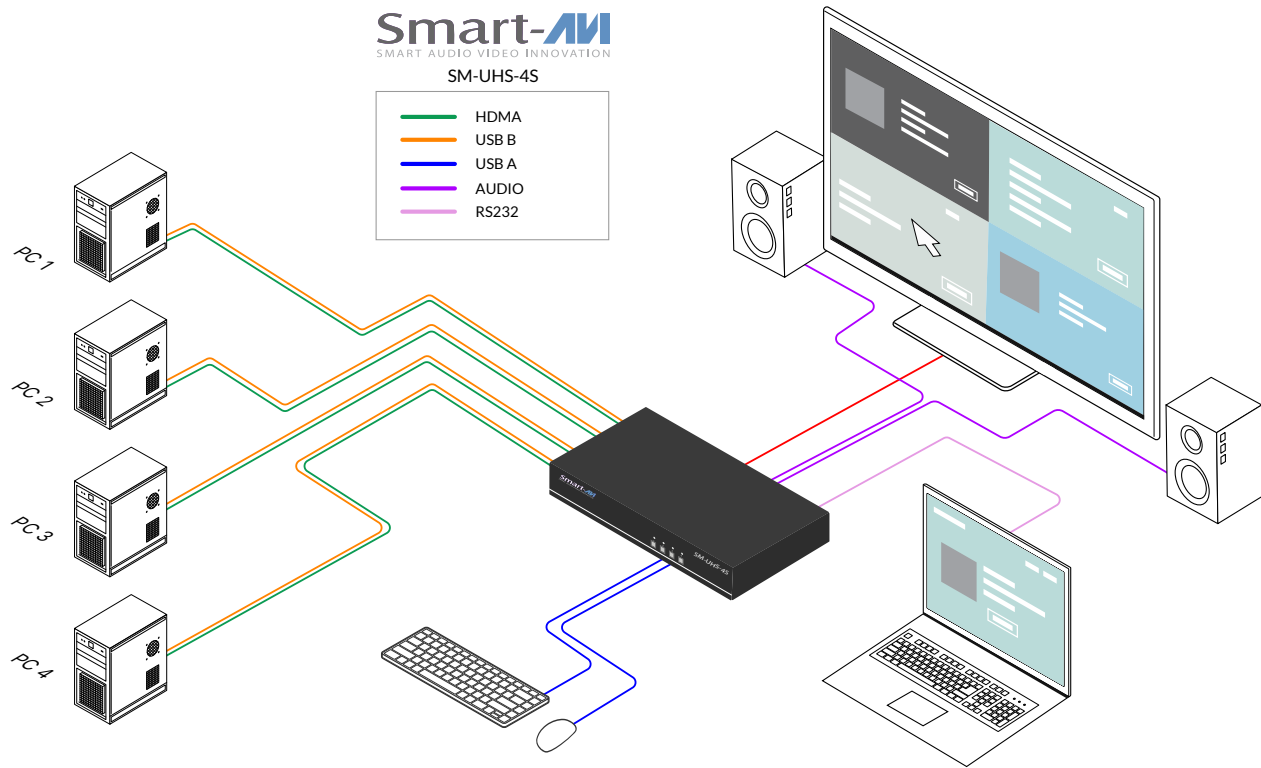 Smart-AVI
SMART AUDIO VIDEO INNOVATION
SM-UHS-4S
HDMA
USB B
USB A
AUDIO
RS232
PC 1
PC 2
PC 3
PC 4
Smart-AVI
SM-UHS-4S